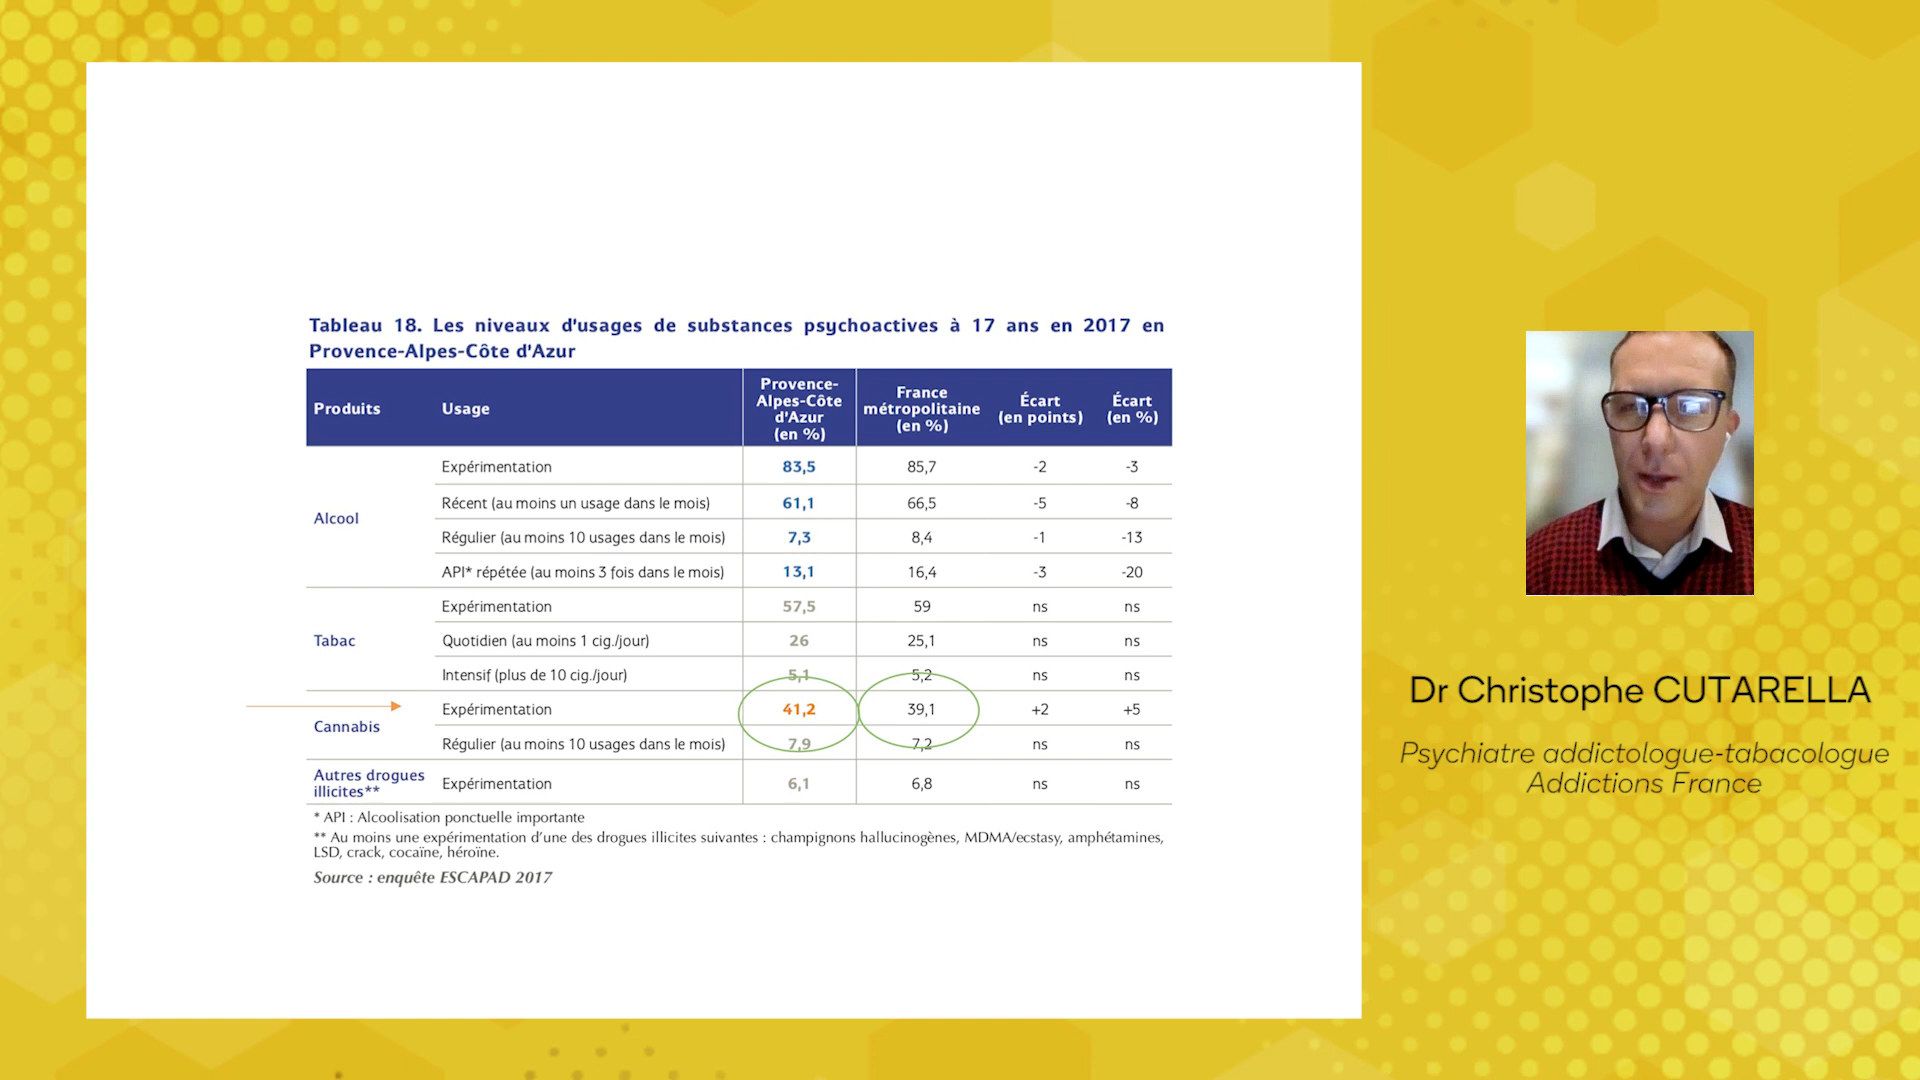 Tableau 18. Les niveaux d'usages de substances psychoactives à 17 ans en 2017 en
Provence-Alpes-Côte d'Azur
Produits Usage Provence-Alpes-Côte d'Azur (en %) France métropolitaine (en %) Écart (en points) Écart (en %)
Alcool
Expérimentation 83,5 85,7 -2 -3
Récent (au moins un usage dans le mois) 61,1 66,5 -5 -8
Régulier (au moins 10 usages dans le mois) 7,3 8,4 -1 -13
API* répétée (au moins 3 fois dans le mois) 13,1 16,4 -3 -20
Tabac
Expérimentation 57,5 59 ns ns
Quotidien (au moins 1 cig./jour) 26 25,1 ns ns
Intensif (plus de 10 cig./jour) 5,1 5,2 ns ns
Cannabis
Expérimentation 41,2 39,1 +2 +5
Régulier (au moins 10 usages dans le mois) 7,9 7,2 ns ns
Autres drogues illicites** Expérimentation 6,1 6,8 ns ns
* API : Alcoolisation ponctuelle importante
** Au moins une expérimentation d'une des drogues illicites suivantes : champignons hallucinogènes, MDMA/ecstasy, amphétamines,
LSD, crack, cocaïne, héroïne.
Source : enquête ESCAPAD 2017
Dr Christophe CUTARELLA
Psychiatre addictologue-tabacologue
Addictions France